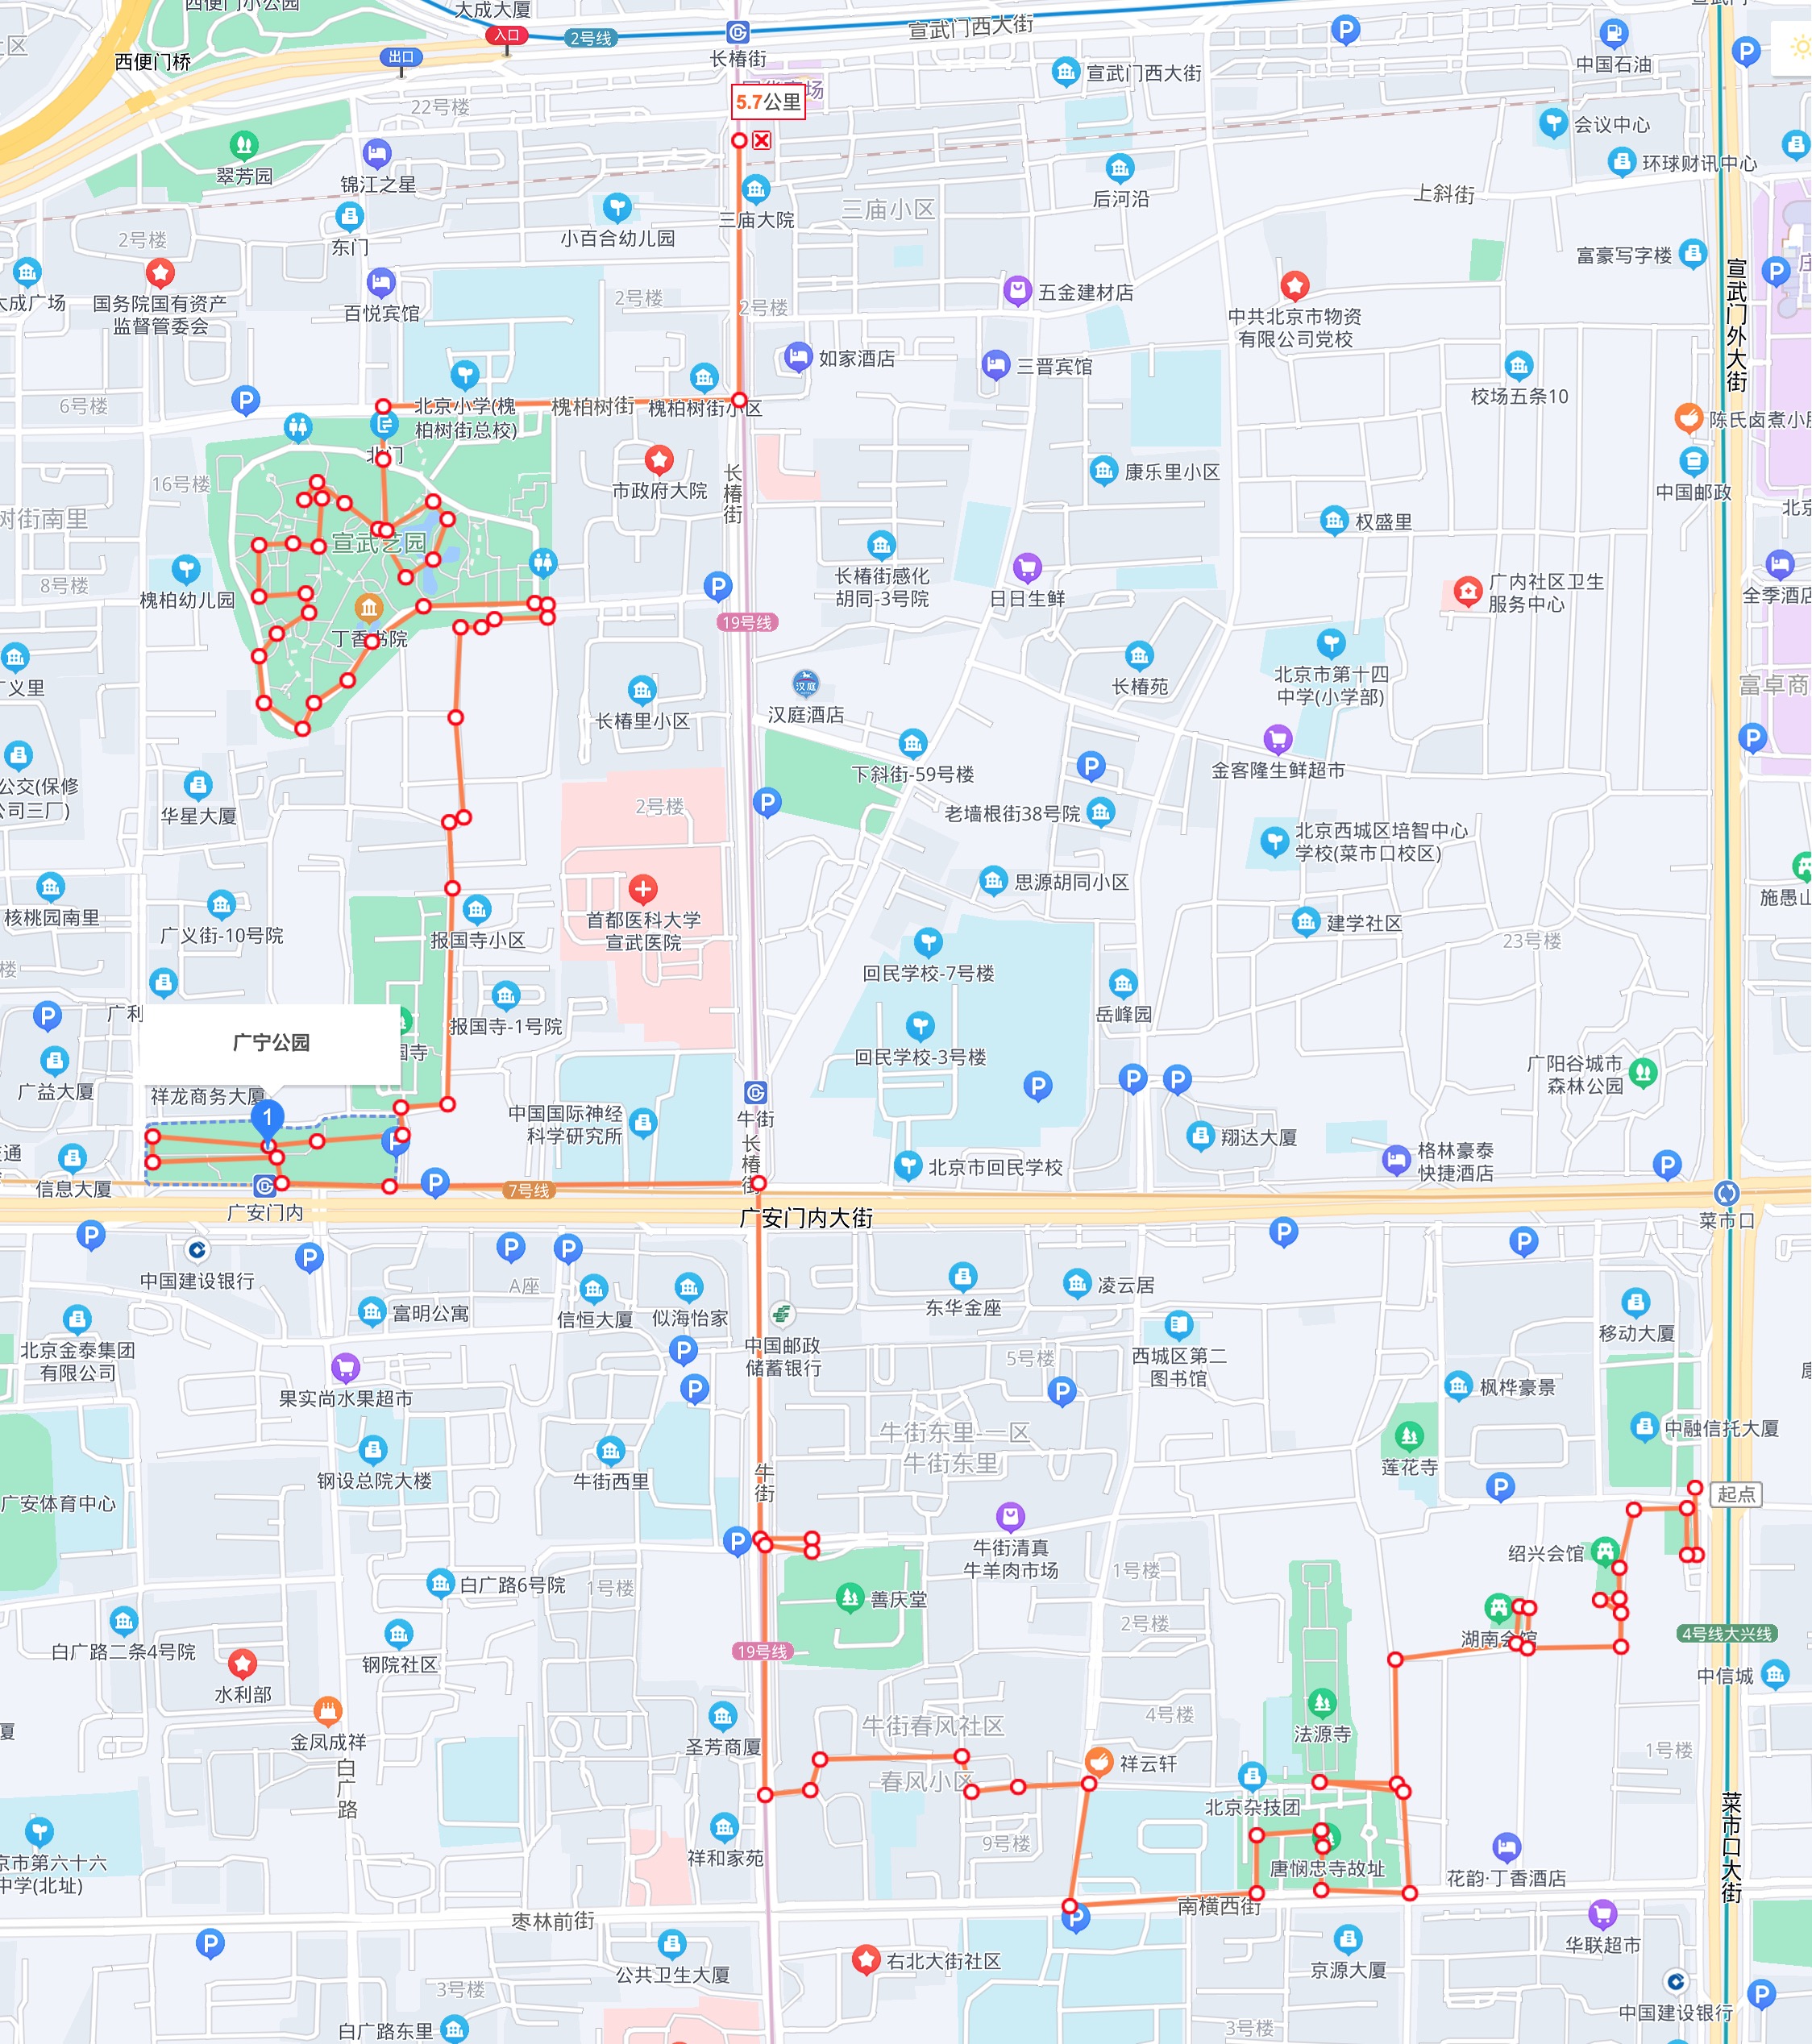 西便门小公园
大成大厦
入口
2号线
宣武门西大街
出口
西便门桥
长椿街
宣武门西大街
中国石油
22号楼
5.7公里
会议中心
环球财讯中心
翠芳园
锦江之星
后河沿
上斜街
三庙大院
三庙小区
小百合幼儿园
2号楼
东门
富豪写字楼
宣武门外大街
国务院国有资产
监督管委会
百悦宾馆
2号楼
2号楼
五金建材店
中共北京市物资
有限公司党校
如家酒店
三晋宾馆
校场五条10
6号楼
北京小学(槐
柏树街总校)
槐柏树街
槐柏树街小区
北门
16号楼
市政府大院
长椿街
康乐里小区
中国邮政
树街南里
宣武艺园
权盛里
8号楼
槐柏幼儿园
长椿街感化
胡同-3号院
日日生鲜
广内社区卫生
服务中心
全季酒店
19号线
丁香书院
长椿苑
北京市第十四
中学(小学部)
富卓商
长椿里小区
汉庭酒店
下斜街-59号楼
金客隆生鲜超市
公交(保修
公司三厂)
华星大厦
2号楼
老墙根街38号院
北京西城区培智中心
学校(菜市口校区)
思源胡同小区
核桃园南里
广义街-10号院
报国寺小区
首都医科大学
宣武医院
建学社区
23号楼
施愚山
回民学校-7号楼
岳峰园
广利
报国寺-1号院
广宁公园
国寺
回民学校-3号楼
广阳谷城市
森林公园
广益大厦
祥龙商务大厦
1
中国国际神经
科学研究所
牛街
长椿街
翔达大厦
格林豪泰
快捷酒店
北京市回民学校
信息大厦
7号线
广安门内
广安门内大街
菜市口
中国建设银行
A座
富明公寓
信恒大厦
似海怡家
东华金座
凌云居
北京金泰集团
有限公司
中国邮政
储蓄银行
5号楼
西城区第二
图书馆
移动大厦
果实尚水果超市
枫桦豪景
牛街东里-一区
牛街东里
中融信托大厦
钢设总院大楼
牛街西里
牛街
莲花寺
广安体育中心
起点
牛街清真
牛羊肉市场
绍兴会馆
白广路6号院
1号楼
善庆堂
1号楼
2号楼
白广路二条4号院
钢院社区
19号线
湖南会馆
4号线大兴线
水利部
中信城
金凤成祥
圣芳商厦
牛街春风社区
4号楼
法源寺
白广路
春风小区
祥云轩
1号楼
北京杂技团
菜市口大街
京市第六十六
中学(北址)
祥和家苑
9号楼
唐悯忠寺故址
花韵·丁香酒店
枣林前街
南横西街
公共卫生大厦
右北大街社区
京源大厦
华联超市
3号楼
白广路东里
3号楼
中国建设银行